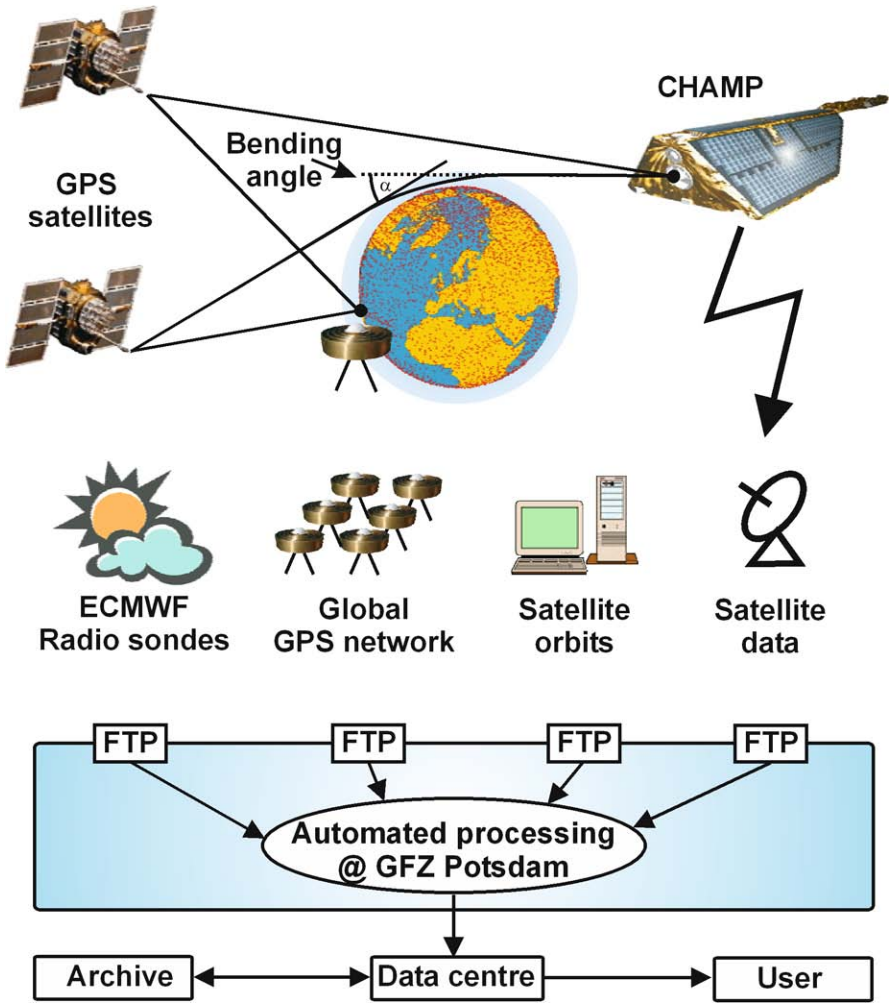 CHAMP
Bending
angle
α
GPS
satellites
ECMWF
Radio sondes
Global
GPS network
Satellite
orbits
Satellite
data
FTP
FTP
FTP
FTP
Automated processing
@ GFZ Potsdam
Archive
Data centre
User